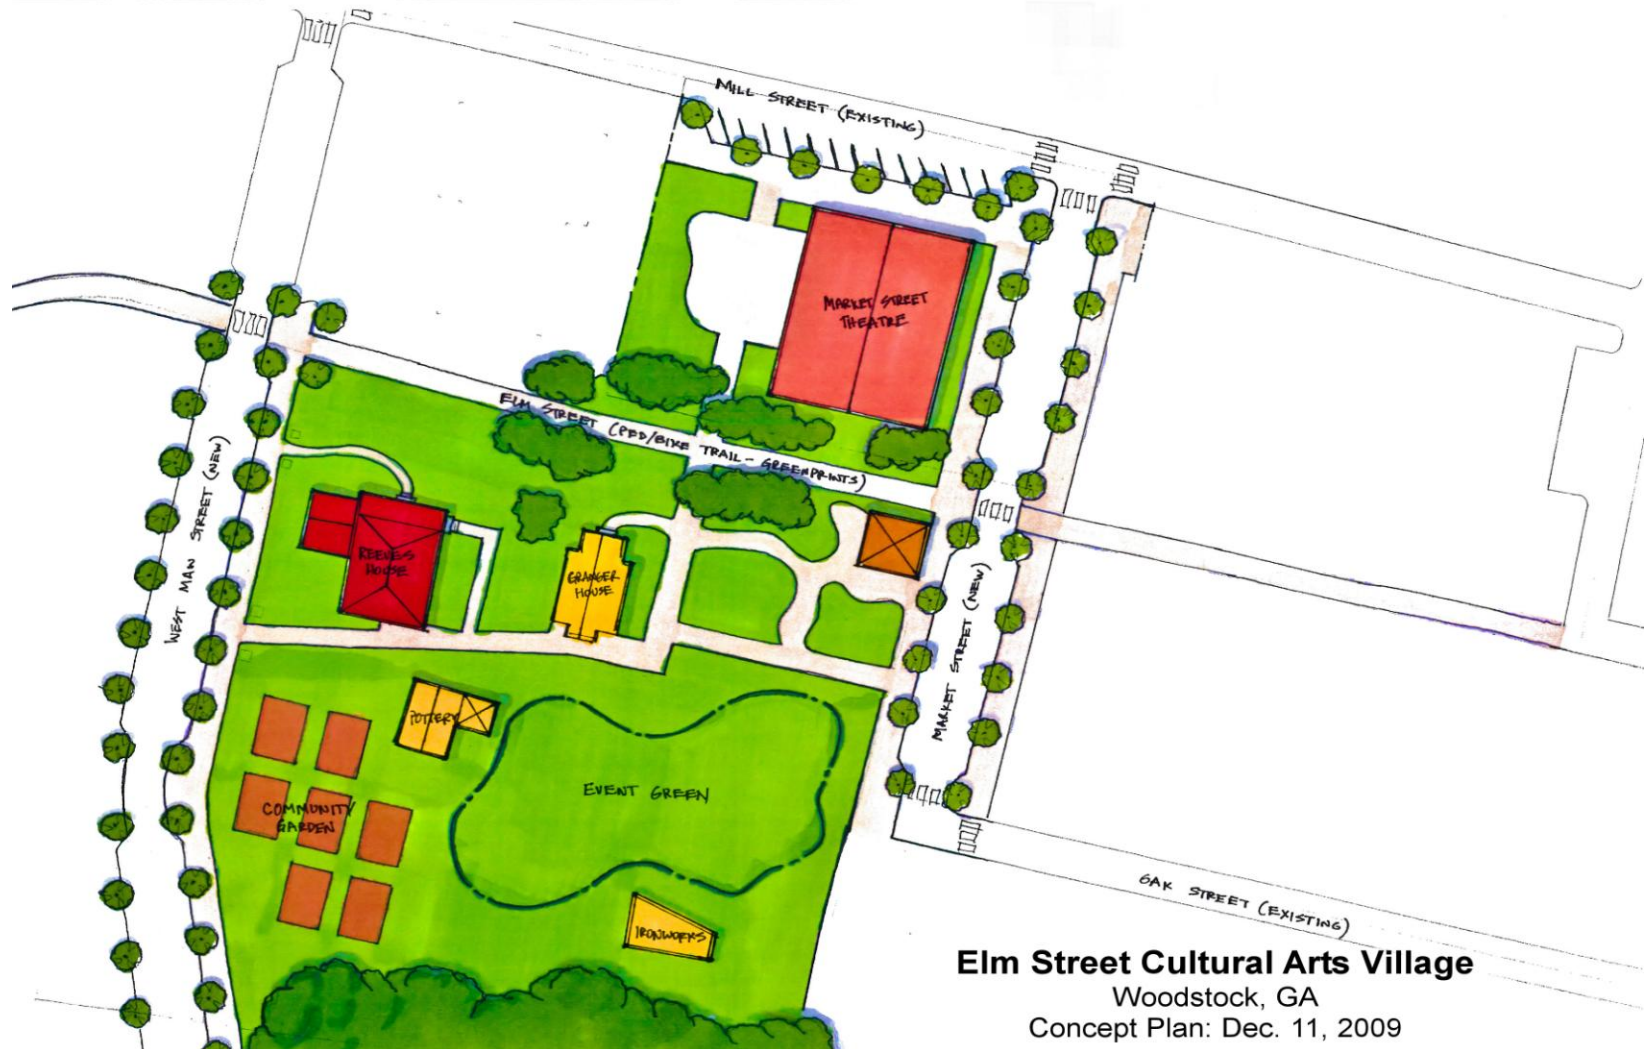 MILL STREET (EXISTING)
MARKET STREET
THEATRE
ELM STREET (PED/BIKE TRAIL - GREENPRINTS)
WEST MAIN STREET (NEW)
REEVES
HOUSE
GRANGER
HOUSE
MARKET STREET (NEW)
POTTERY
EVENT GREEN
COMMUNITY
GARDEN
IRONWORKS
OAK STREET (EXISTING)
Elm Street Cultural Arts Village
Woodstock, GA
Concept Plan: Dec. 11, 2009